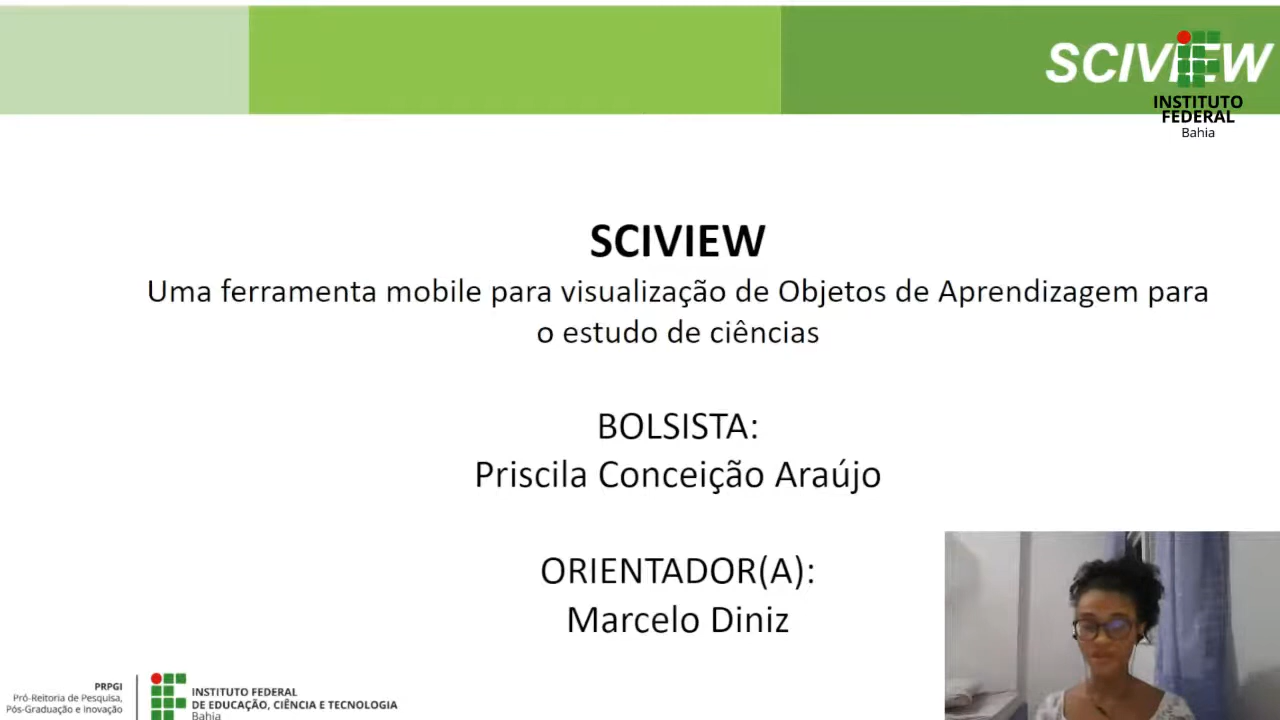 SCIVIEW
INSTITUTO
FEDERAL
Bahia
SCIVIEW
Uma ferramenta mobile para visualização de Objetos de Aprendizagem para
o estudo de ciências
BOLSISTA:
Priscila Conceição Araújo
ORIENTADOR(A):
Marcelo Diniz
PRPGI
Pró-Reitoria de Pesquisa,
Pós-Graduação e Inovação
INSTITUTO FEDERAL
DE EDUCAÇÃO, CIÊNCIA E TECNOLOGIA
Bahia